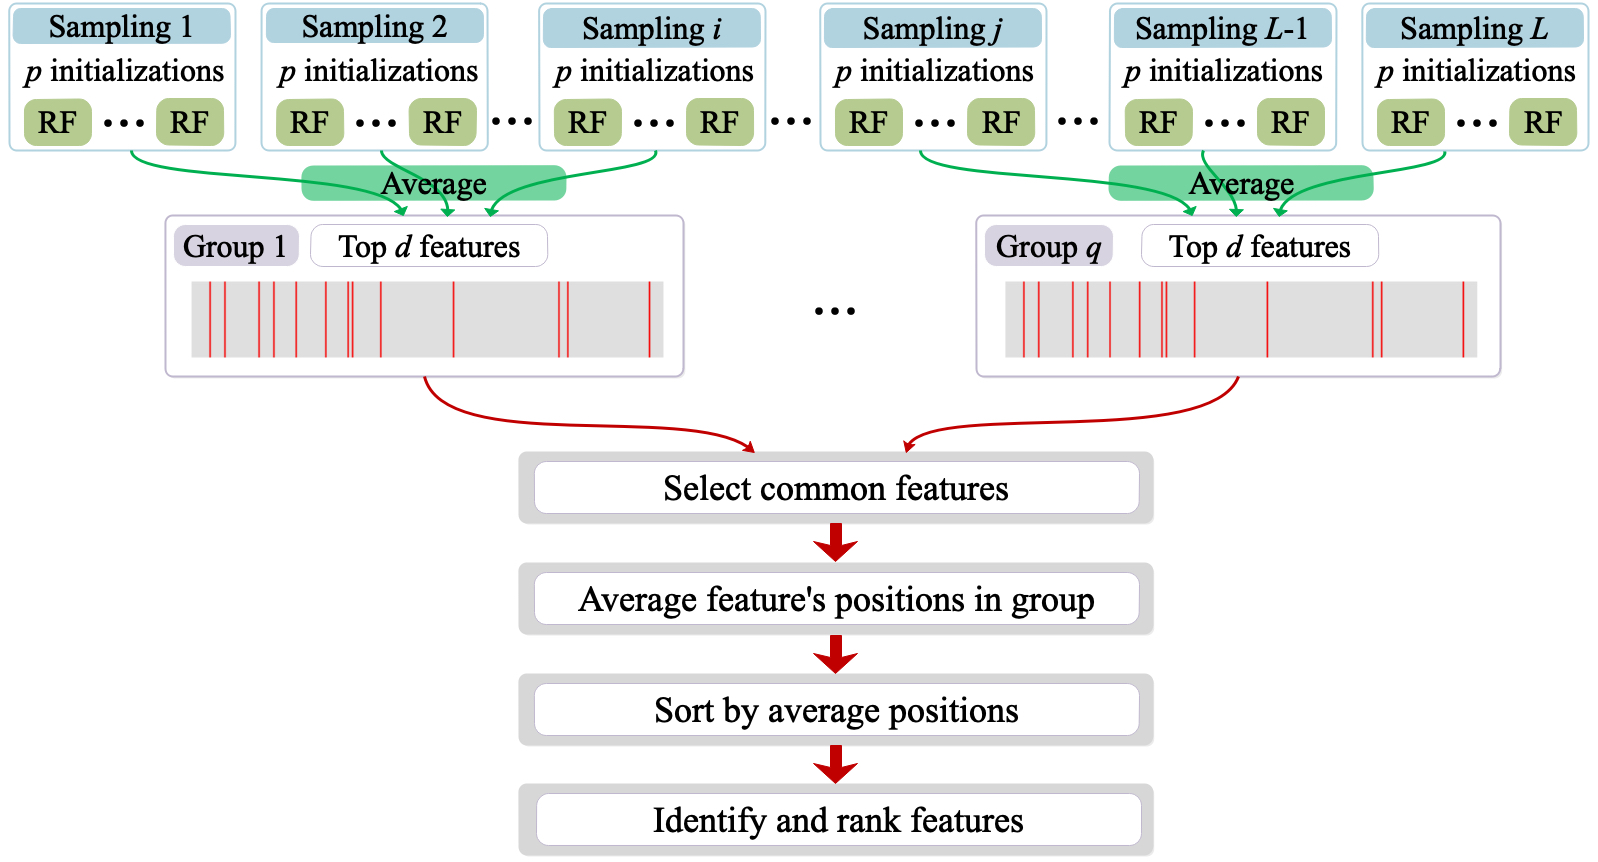 Sampling 1
p initializations
RF ••• RF
Sampling 2
p initializations
RF ••• RF
•••
Sampling i
p initializations
RF ••• RF
•••
Sampling j
p initializations
RF ••• RF
•••
Sampling L-1
p initializations
RF ••• RF
Sampling L
p initializations
RF ••• RF
Average
Average
Group 1
Top d features
•••
Group q
Top d features
Select common features
Average feature's positions in group
Sort by average positions
Identify and rank features